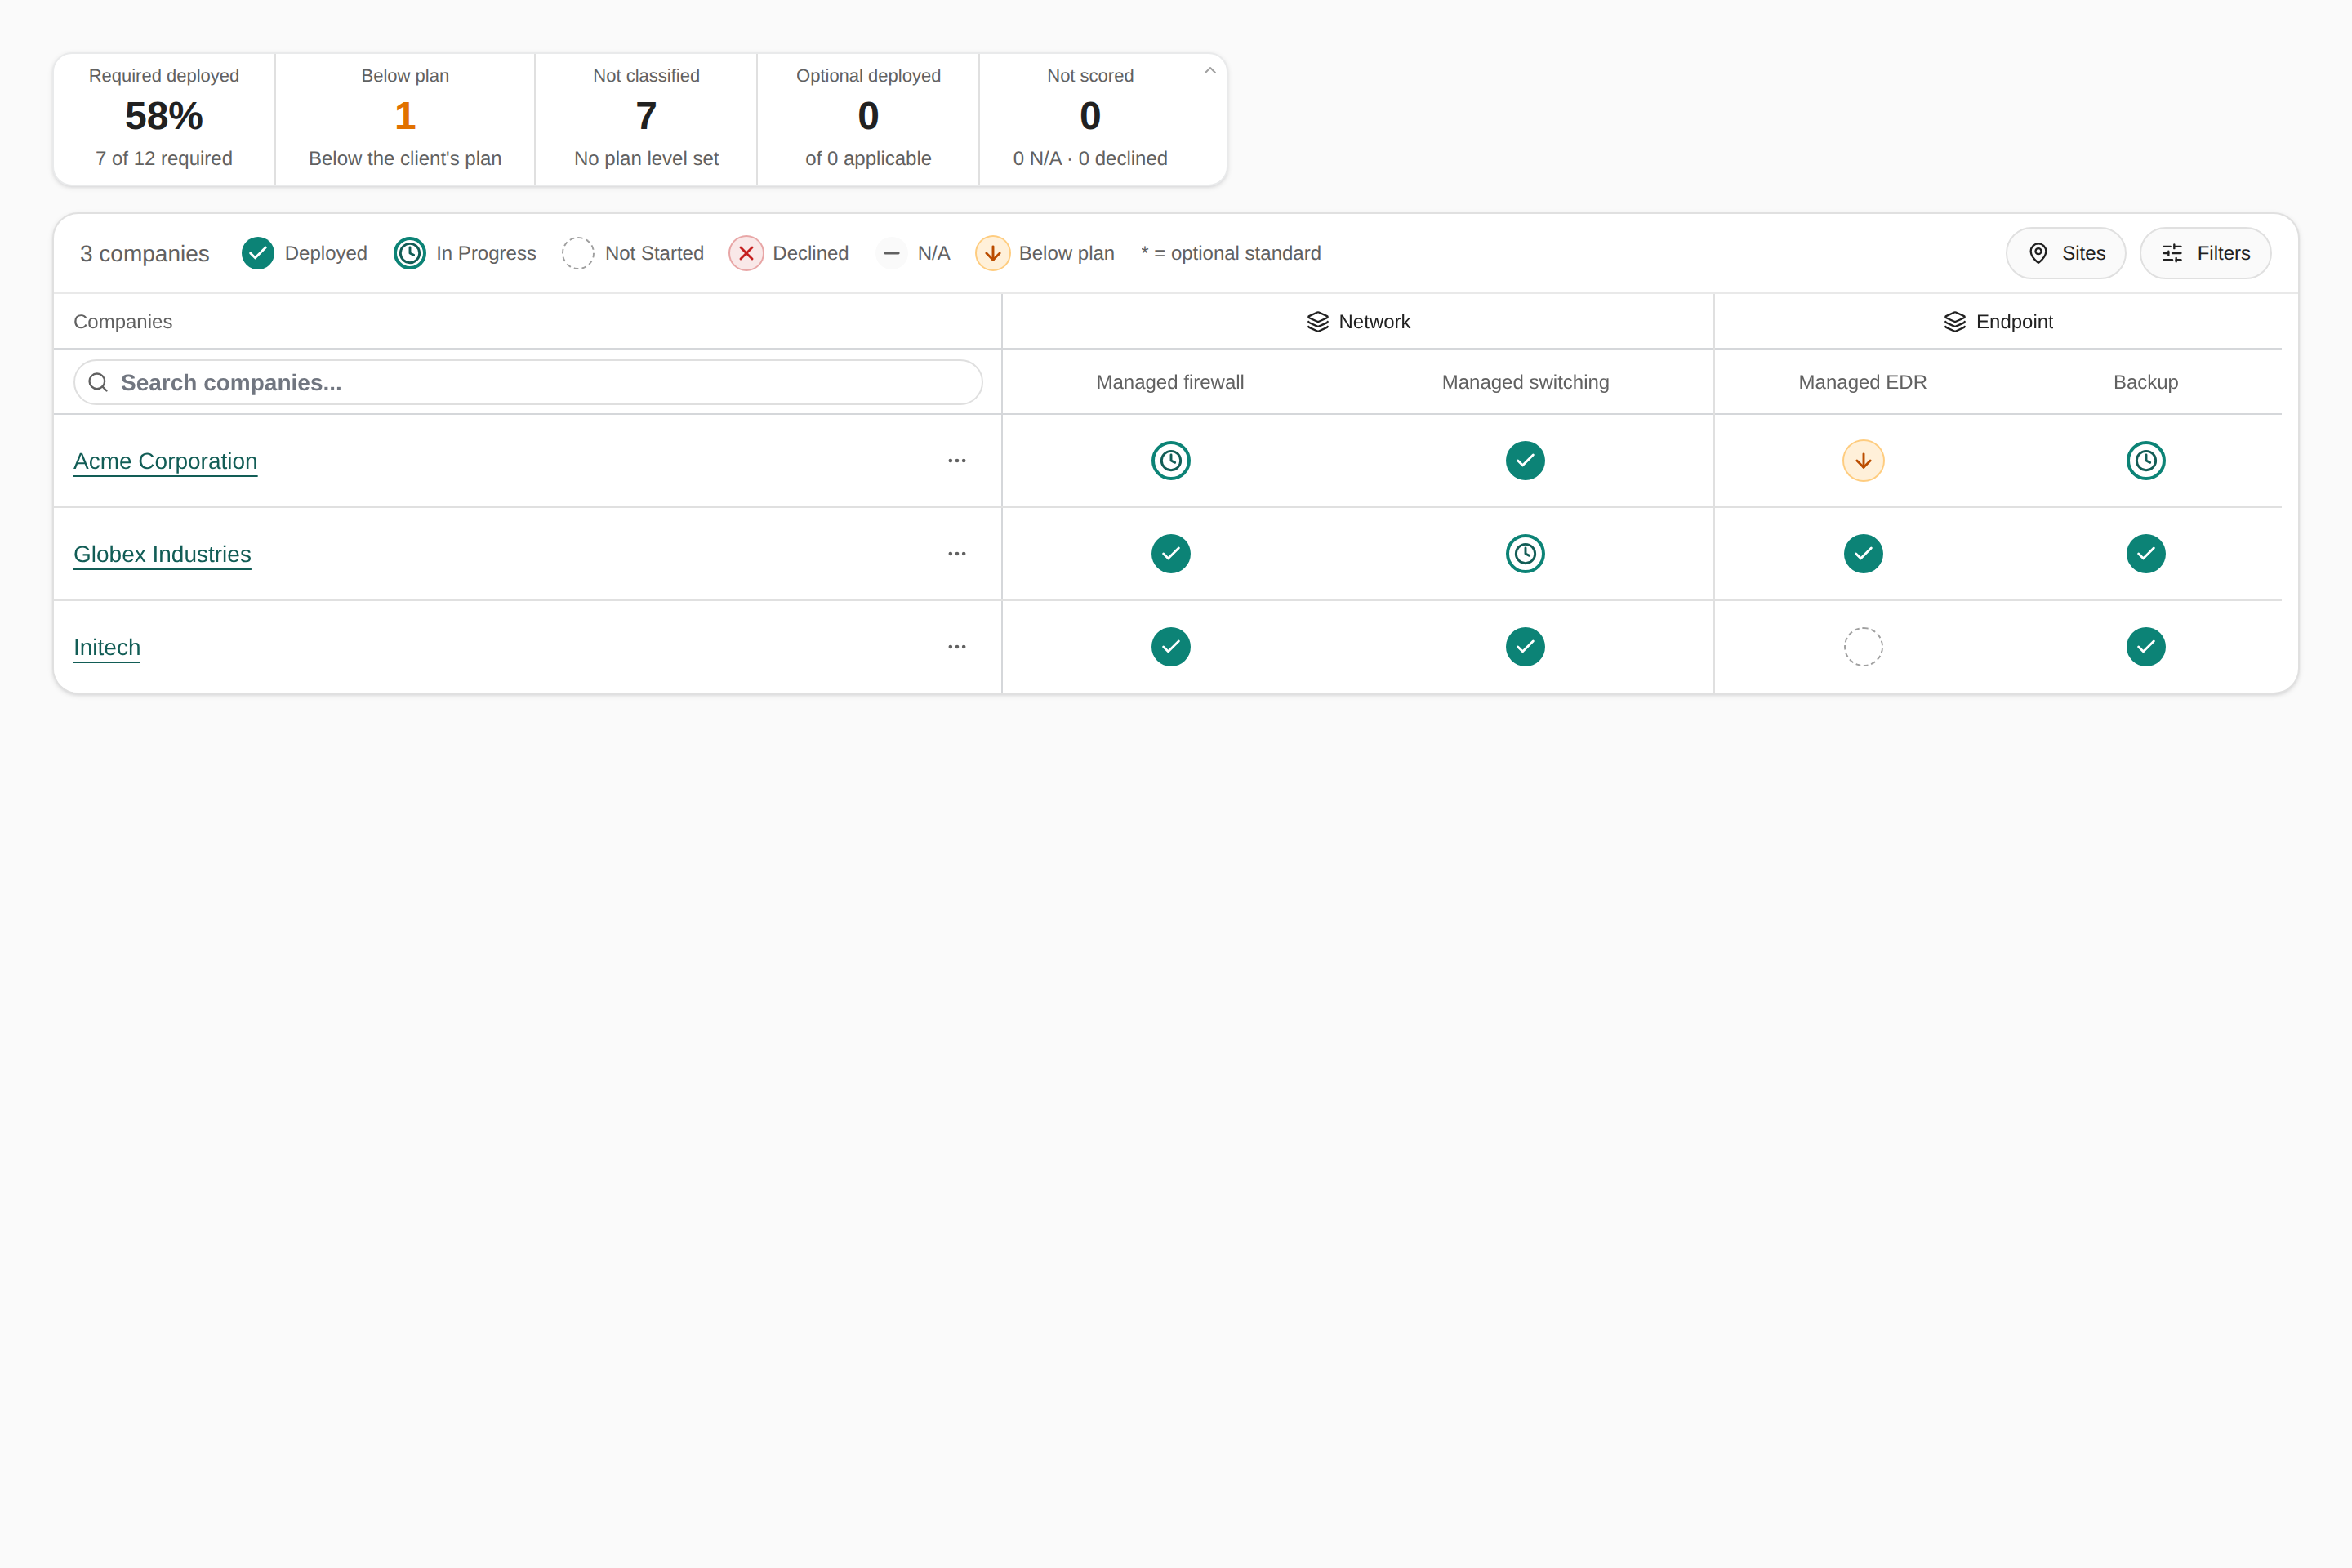 Required deployed
58%
7 of 12 required
Below plan
1
Below the client's plan
Not classified
7
No plan level set
Optional deployed
0
of 0 applicable
Not scored
0
0 N/A · 0 declined
3 companies
Deployed
In Progress
Not Started
Declined
N/A
Below plan
* = optional standard
Sites
Filters
Companies
Network
Endpoint
Search companies...
Managed firewall
Managed switching
Managed EDR
Backup
Acme Corporation
Globex Industries
Initech